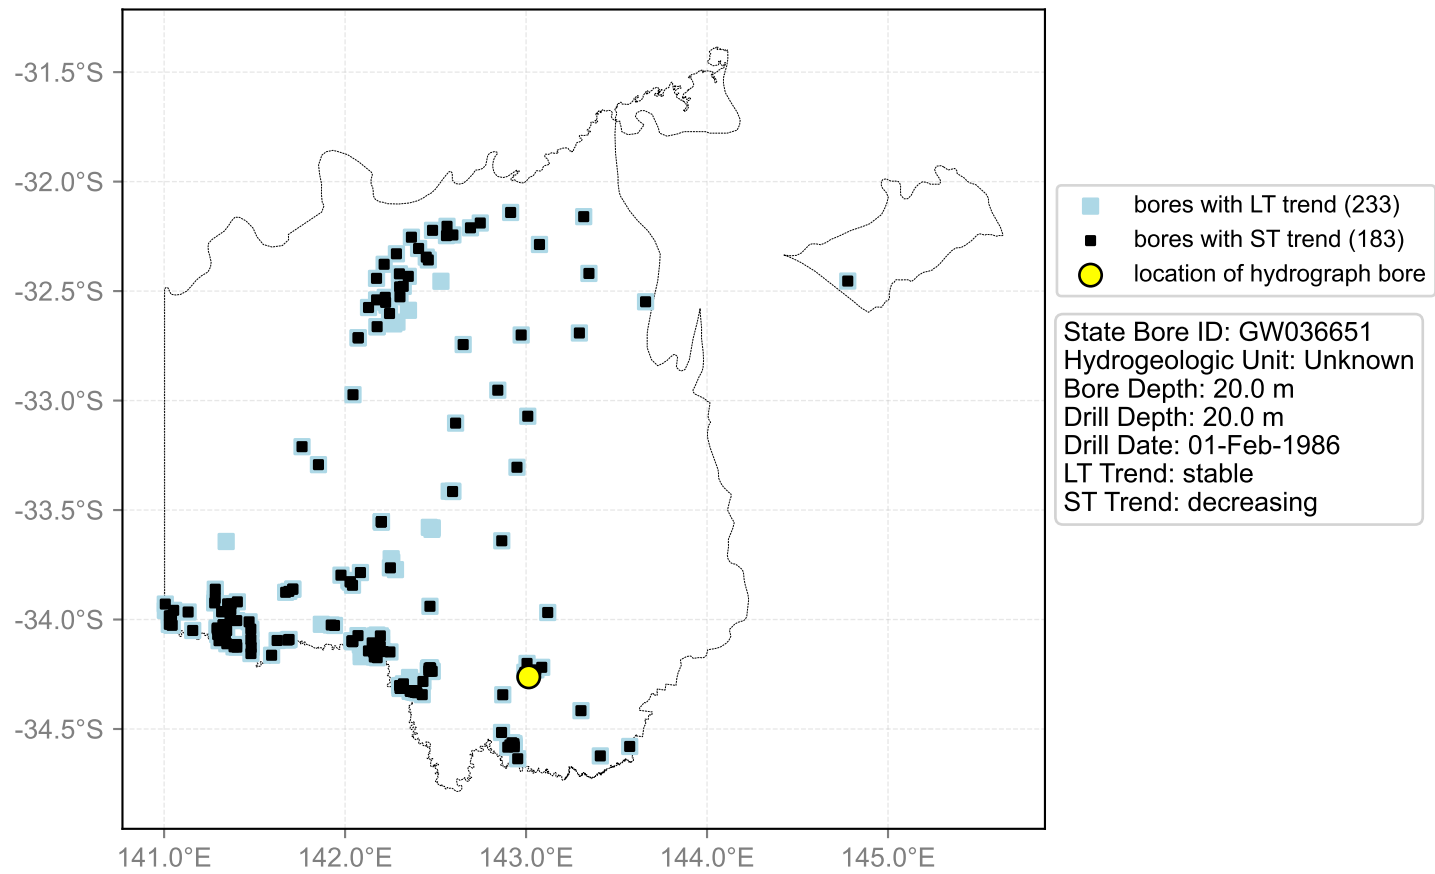 -31.5°S
-32.0°S
-32.5°S
-33.0°S
-33.5°S
-34.0°S
-34.5°S
141.0°E
142.0°E
143.0°E
144.0°E
145.0°E
bores with LT trend (233)
bores with ST trend (183)
location of hydrograph bore
State Bore ID: GW036651
Hydrogeologic Unit: Unknown
Bore Depth: 20.0 m
Drill Depth: 20.0 m
Drill Date: 01-Feb-1986
LT Trend: stable
ST Trend: decreasing